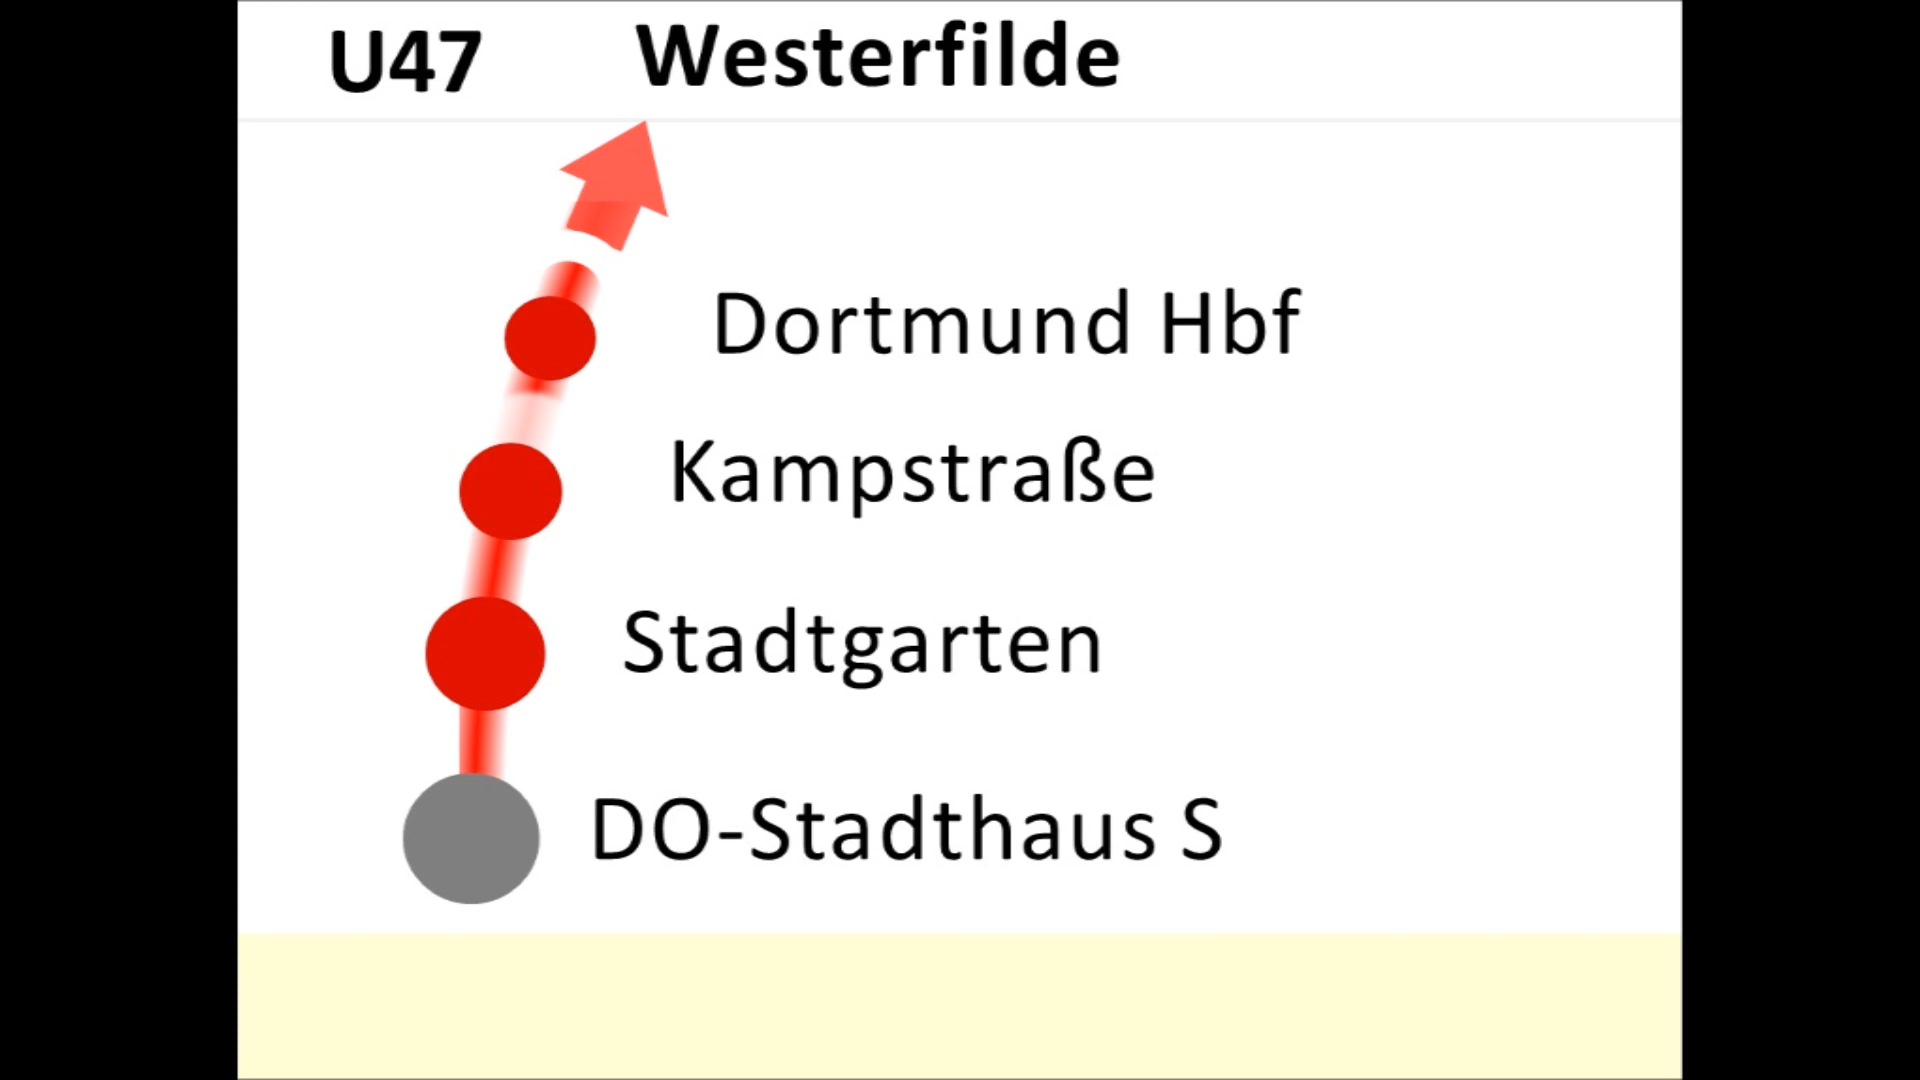 U47 Westerfilde
Dortmund Hbf
Kampstraße
Stadtgarten
DO-Stadthaus S